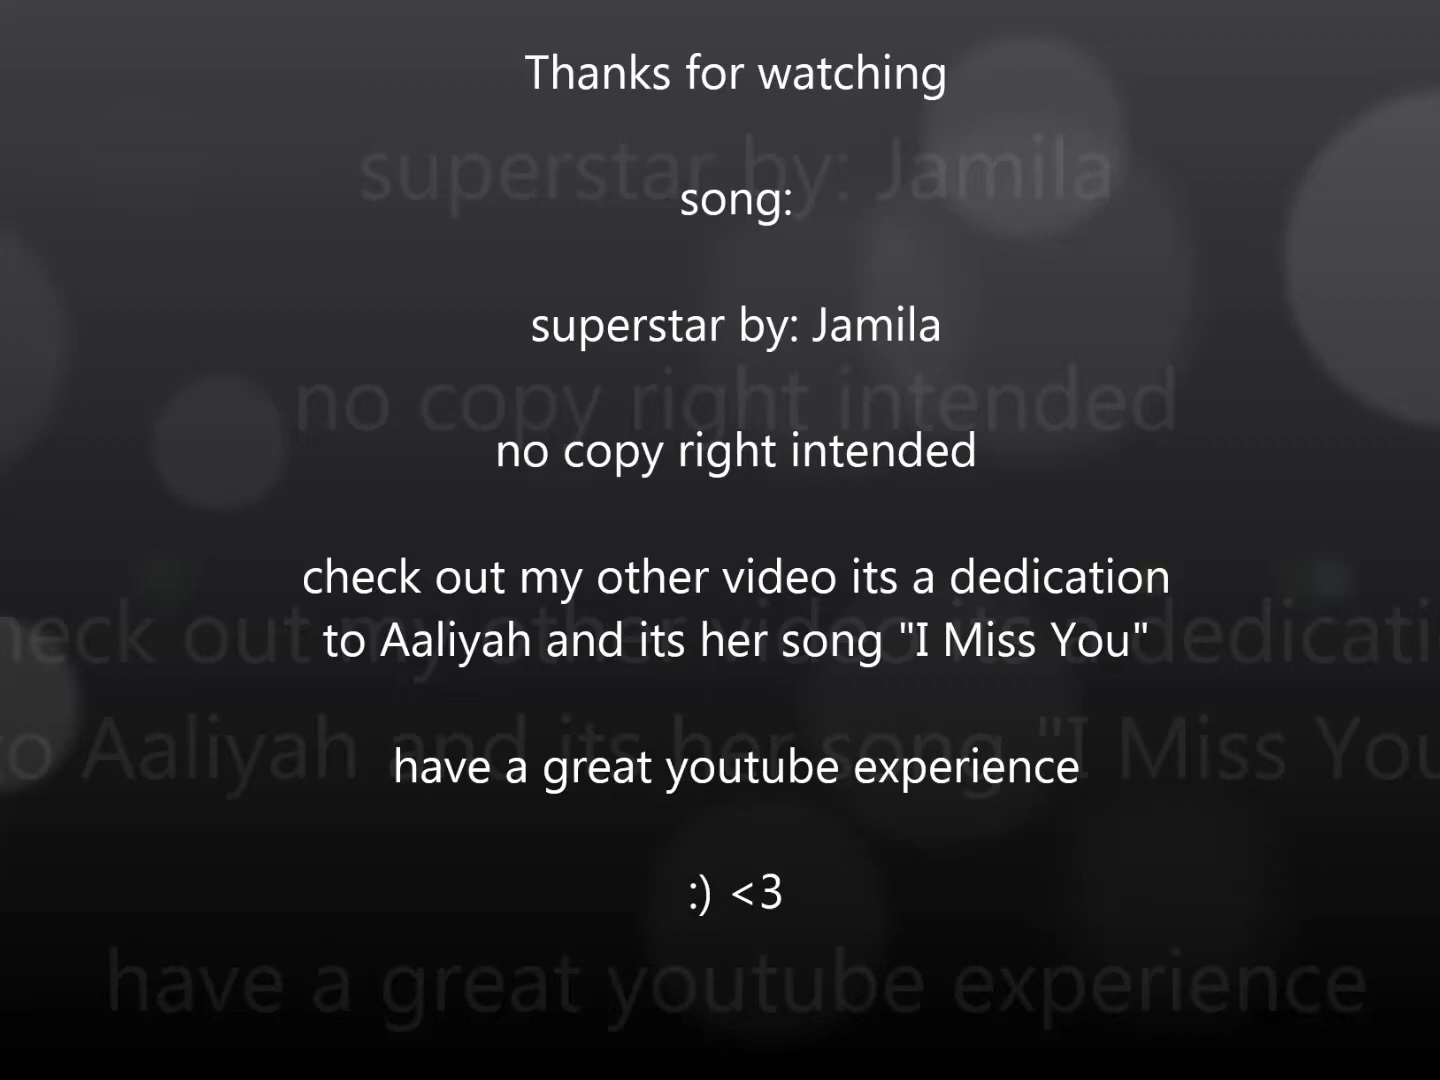 Thanks for watching
song:
superstar by: Jamila
no copy right intended
check out my other video its a dedication
to Aaliyah and its her song "I Miss You"
have a great youtube experience
:) <3